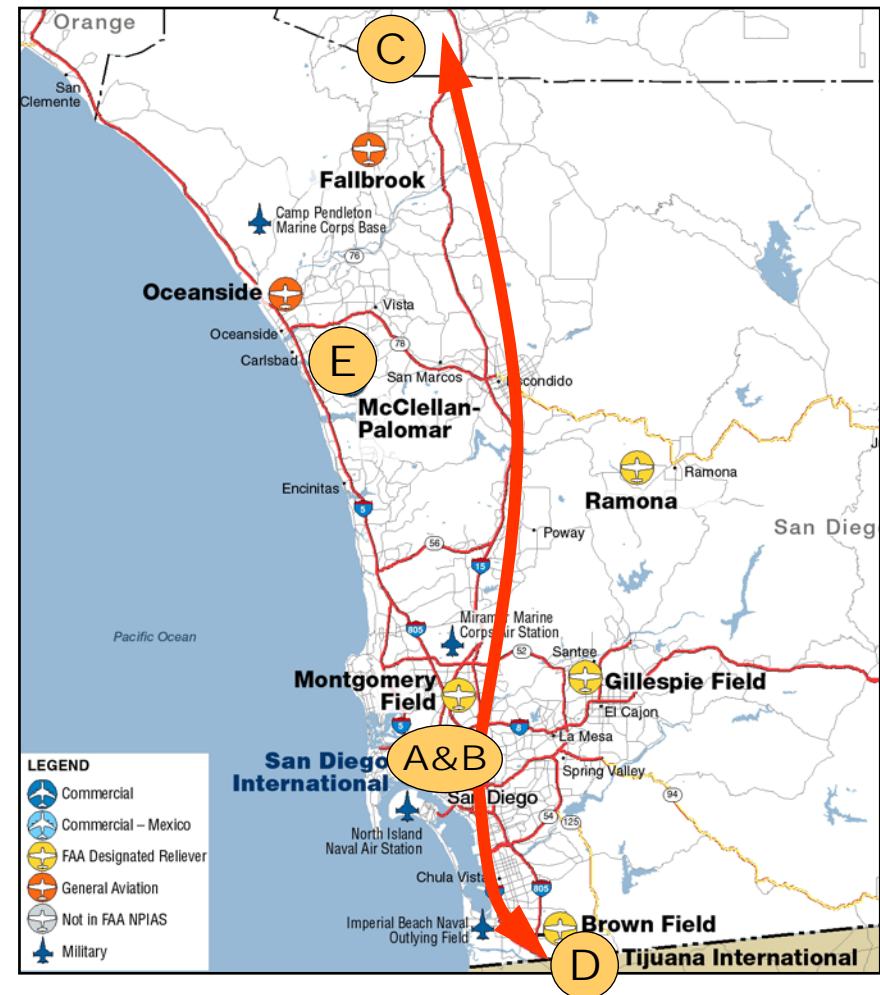 Orange
C
San
Clemente
Fallbrook
Camp Pendleton
Marine Corps Base
76
Oceanside
Vista
Oceanside
78
Carlsbad
E
San Marcos
Escondido
McClellan-
Palomar
Ramona
Ramona
Encinitas
5
Poway
San Dieg
56
15
Miramar Marine
Corps Air Station
Pacific Ocean
805
52
Santee
Montgomery
Field
Gillespie Field
El Cajon
5
8
La Mesa
A&B
San Diego
International
Spring Valley
San Diego
94
North Island
Naval Air Station
54
125
Chula Vista
805
Imperial Beach Naval
Outlying Field
Brown Field
D
Tijuana International
LEGEND
Commercial
Commercial – Mexico
FAA Designated Reliever
General Aviation
Not in FAA NPIAS
Military